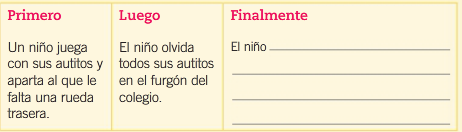 Primero
Un niño juega
con sus autitos y
aparta al que le
falta una rueda
trasera.
Luego
El niño olvida
todos sus autitos
en el furgón del
colegio.
Finalmente
El niño